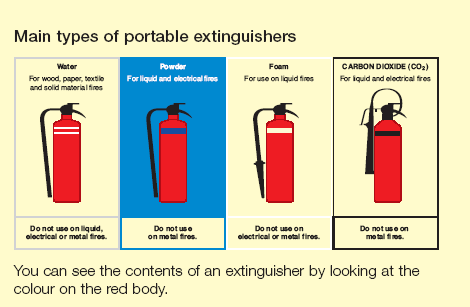 Main types of portable extinguishers
Water
For wood, paper, textile
and solid material fires
Do not use on liquid,
electrical or metal fires.
Powder
For liquid and electrical fires
Do not use
on metal fires.
Foam
For use on liquid fires
Do not use on
electrical or metal fires.
CARBON DIOXIDE (CO₂)
For liquid and electrical fires
Do not use on
metal fires.
You can see the contents of an extinguisher by looking at the
colour on the red body.